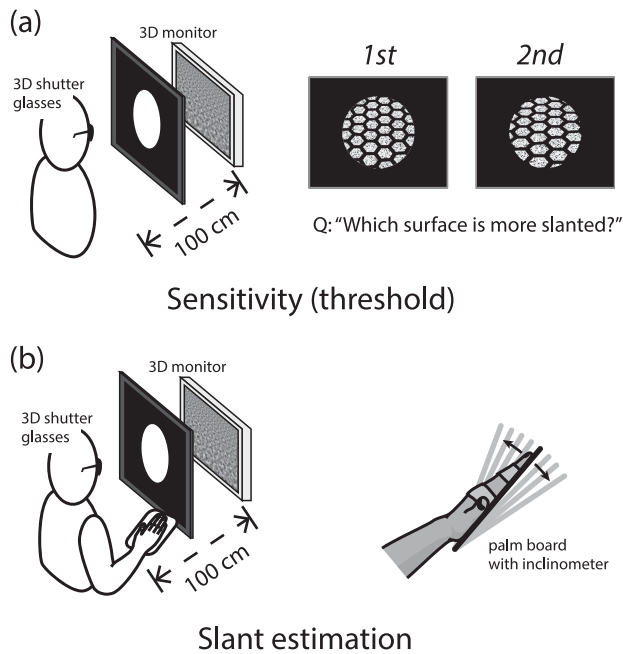 (a)
3D monitor
3D shutter
glasses
1st
2nd
100 cm
Q: “Which surface is more slanted?”
Sensitivity (threshold)
(b)
3D monitor
3D shutter
glasses
100 cm
palm board
with inclinometer
Slant estimation